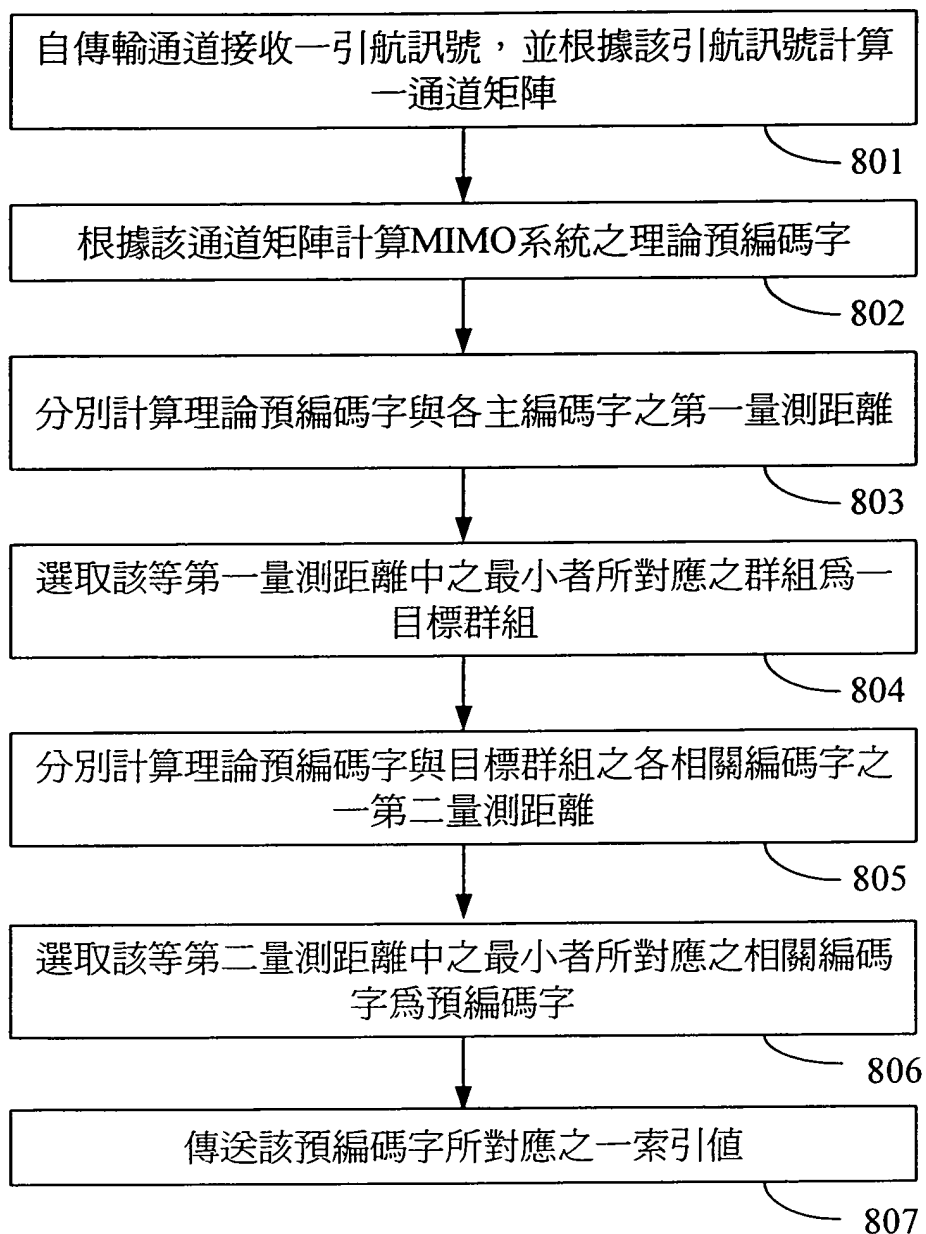 自傳輸通道接收一引航訊號，並根據該引航訊號計算
一通道矩陣
801
根據該通道矩陣計算MIMO系統之理論預編碼字
802
分別計算理論預編碼字與各主編碼字之第一量測距離
803
選取該等第一量測距離中之最小者所對應之群組爲一
目標群組
804
分別計算理論預編碼字與目標群組之各相關編碼字之
一第二量測距離
805
選取該等第二量測距離中之最小者所對應之相關編碼
字爲預編碼字
806
傳送該預編碼字所對應之一索引值
807